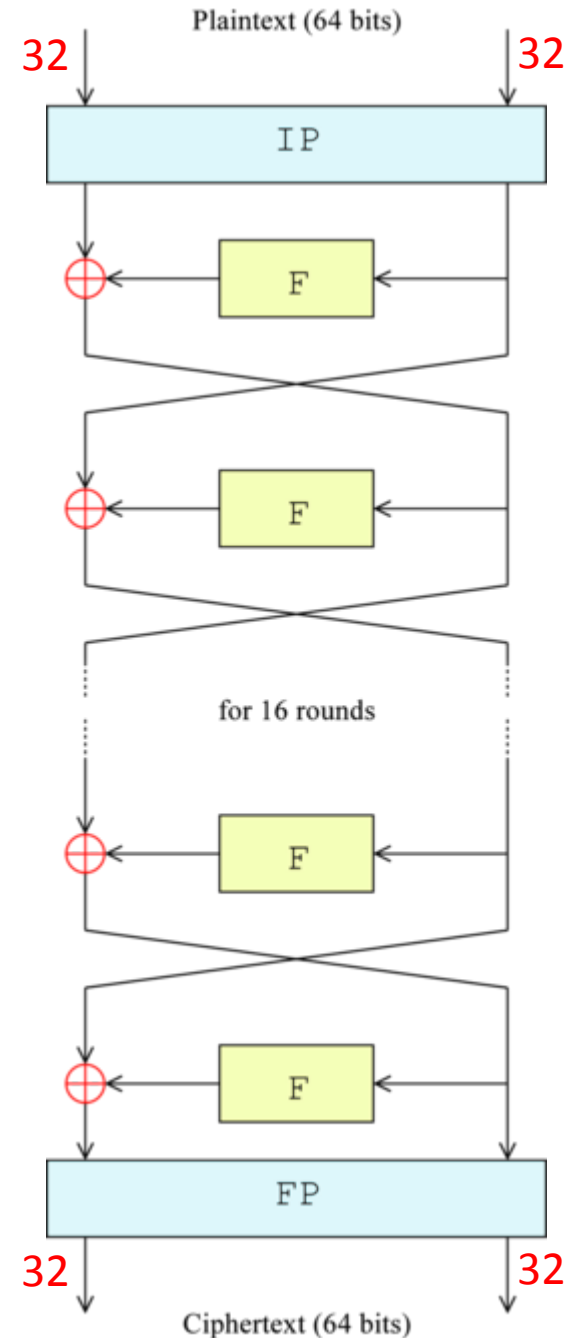 Plaintext (64 bits)
32 32
IP
F
F
for 16 rounds
F
F
FP
32 32
Ciphertext (64 bits)